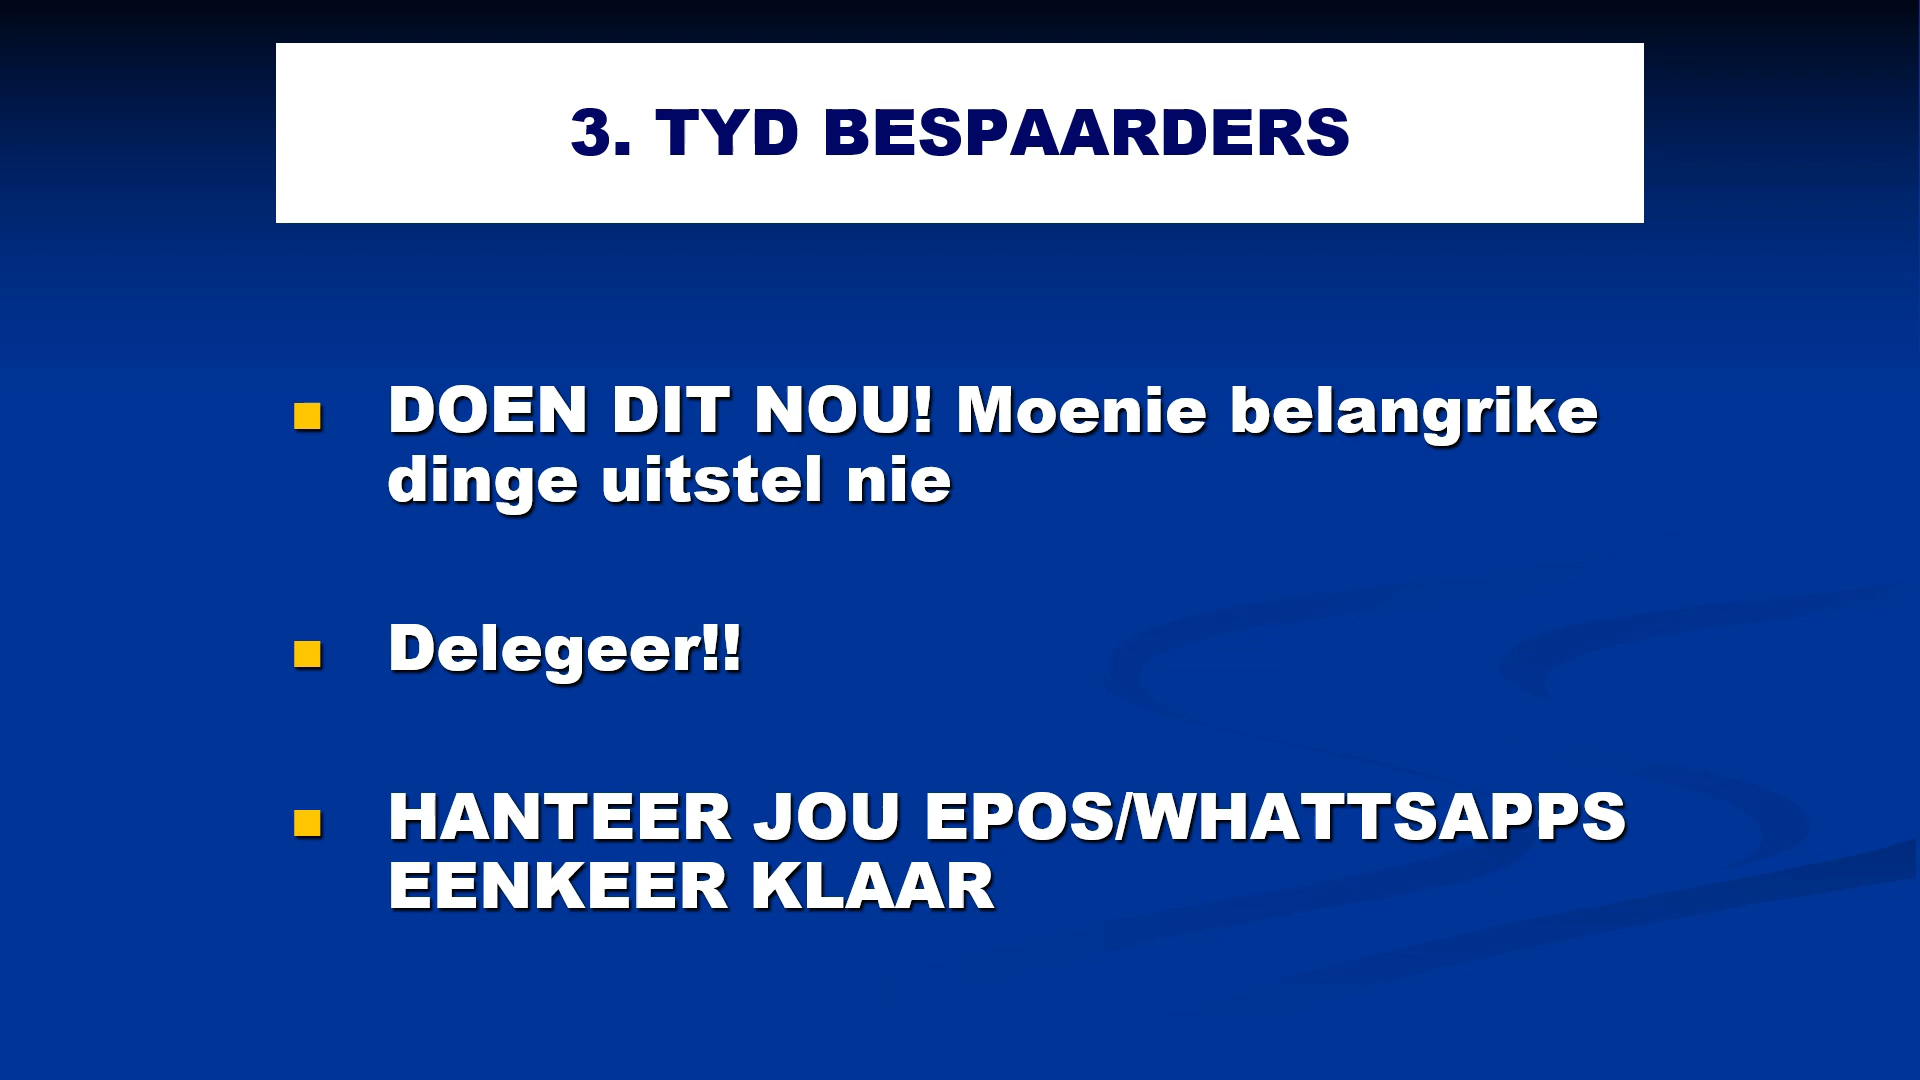 3. TYD BESPAARDERS
DOEN DIT NOU! Moenie belangrike
dinge uitstel nie
Delegeer!!
HANTEER JOU EPOS/WHATTSAPPS
EENKEER KLAAR